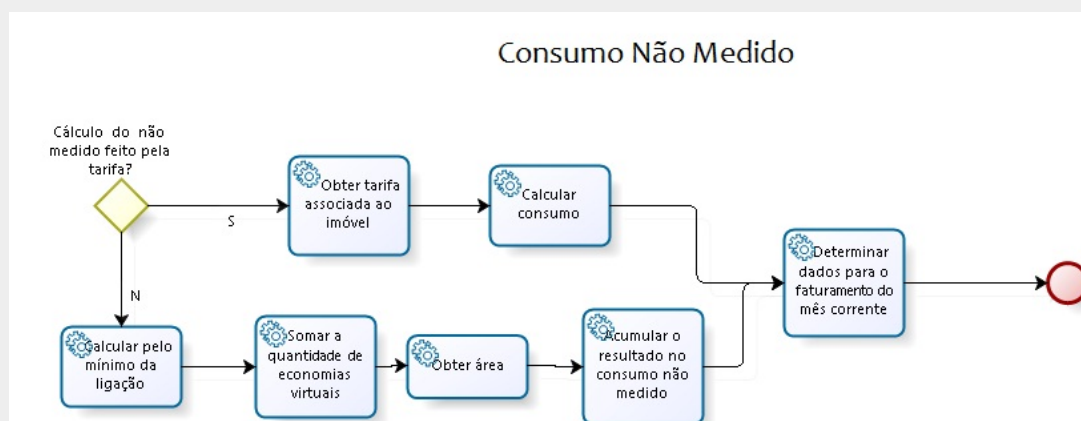 Consumo Não Medido
Cálculo do não
medido feito pela
tarifa?
S
N
Obter tarifa
associada ao
imóvel
Calcular
consumo
Determinar
dados para o
faturamento do
mês corrente
Calcular pelo
mínimo da
ligação
Somar a
quantidade de
economias
virtuais
Obter área
Acumular o
resultado no
consumo não
medido